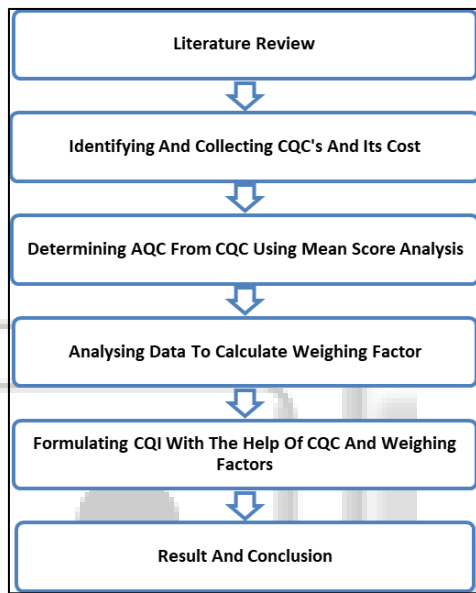 Literature Review
Identifying And Collecting CQC's And Its Cost
Determining AQC From CQC Using Mean Score Analysis
Analysing Data To Calculate Weighing Factor
Formulating CQI With The Help Of CQC And Weighing
Factors
Result And Conclusion